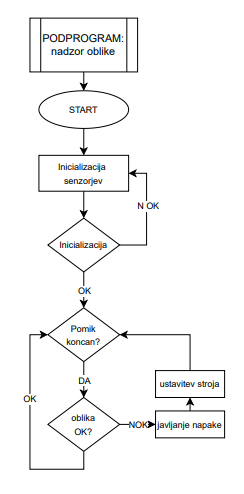 PODPROGRAM:
nadzor oblike
START
Inicializacija
senzorjev
N OK
Inicializacija
OK
Pomik
koncan?
DA
ustavitev stroja
OK
oblika
OK?
NOK
javljanje napake